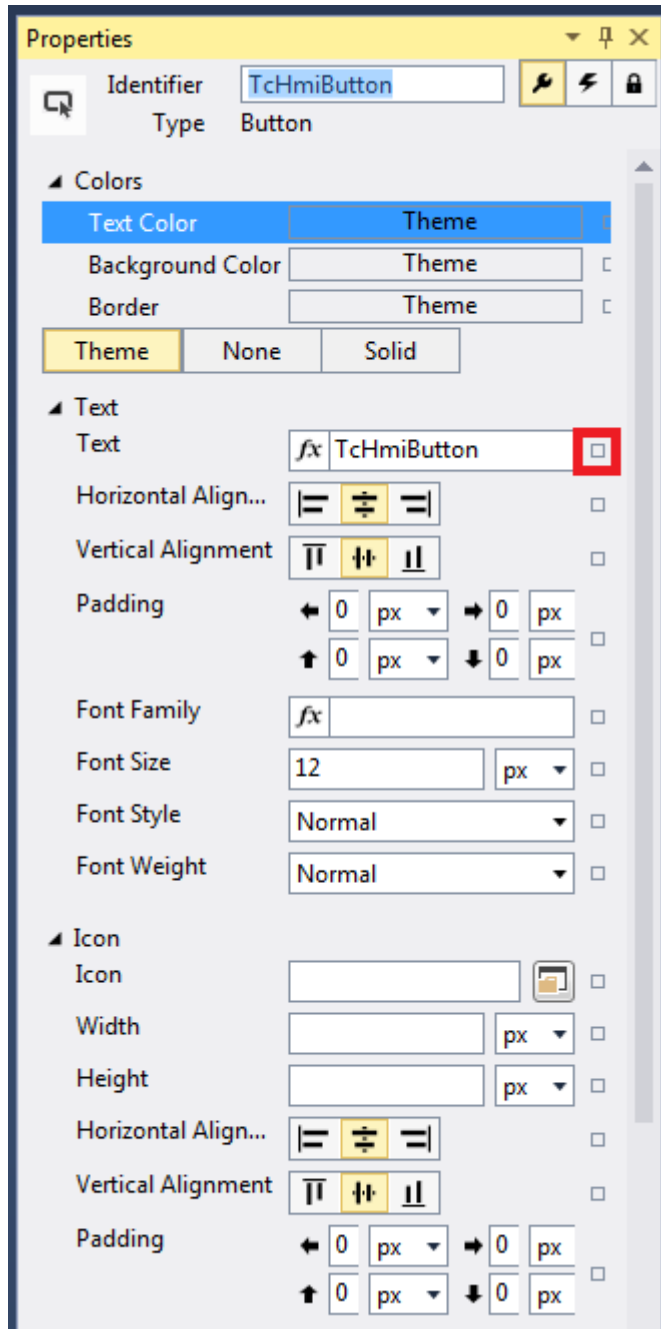 Properties
Identifier TcHmiButton
Type Button
Colors
Text Color Theme
Background Color Theme
Border Theme
Theme None Solid
Text
Text fx TcHmiButton
Horizontal Align...
Vertical Alignment
Padding 0 px 0 px
0 px 0 px
Font Family fx
Font Size 12 px
Font Style Normal
Font Weight Normal
Icon
Icon
Width px
Height px
Horizontal Align...
Vertical Alignment
Padding 0 px 0 px
0 px 0 px